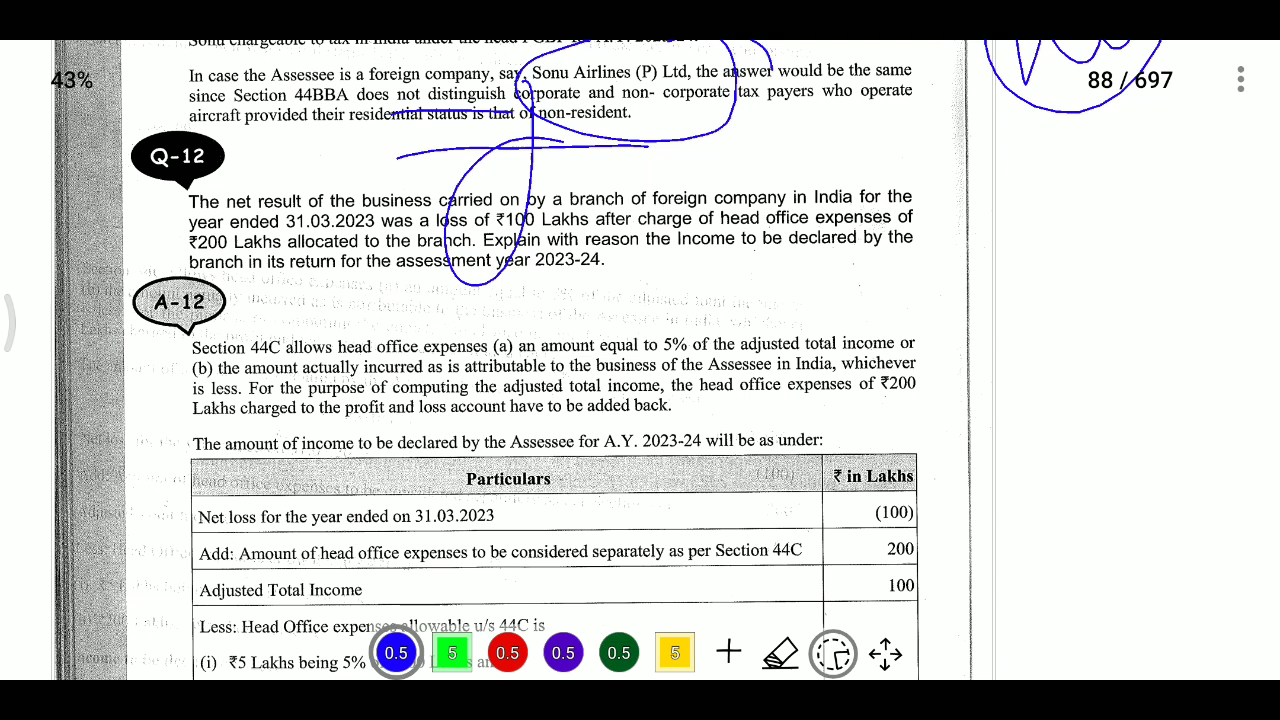 In case the Assessee is a foreign company, say, Sonu Airlines (P) Ltd, the answer would be the same
43%
88 / 697
since Section 44BBA does not distinguish corporate and non- corporate tax payers who operate
aircraft provided their residential status is that of non-resident.
Q-12
The net result of the business carried on by a branch of foreign company in India for the
year ended 31.03.2023 was a loss of ₹100 Lakhs after charge of head office expenses of
₹200 Lakhs allocated to the branch. Explain with reason the Income to be declared by the
branch in its return for the assessment year 2023-24.
A-12
Section 44C allows head office expenses (a) an amount equal to 5% of the adjusted total income or
(b) the amount actually incurred as is attributable to the business of the Assessee in India, whichever
is less. For the purpose of computing the adjusted total income, the head office expenses of ₹200
Lakhs charged to the profit and loss account have to be added back.
The amount of income to be declared by the Assessee for A.Y. 2023-24 will be as under:
Particulars ₹ in Lakhs
Net loss for the year ended on 31.03.2023 (100)
Add: Amount of head office expenses to be considered separately as per Section 44C 200
Adjusted Total Income 100
Less: Head Office expenses allowable u/s 44C is
(i) ₹5 Lakhs being 5%
0.5 5 0.5 0.5 0.5 5